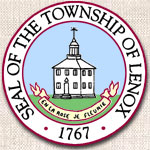 SEAL OF THE TOWNSHIP OF LENOX
EN LA ROSE JE FLEURIE
• 1767 •